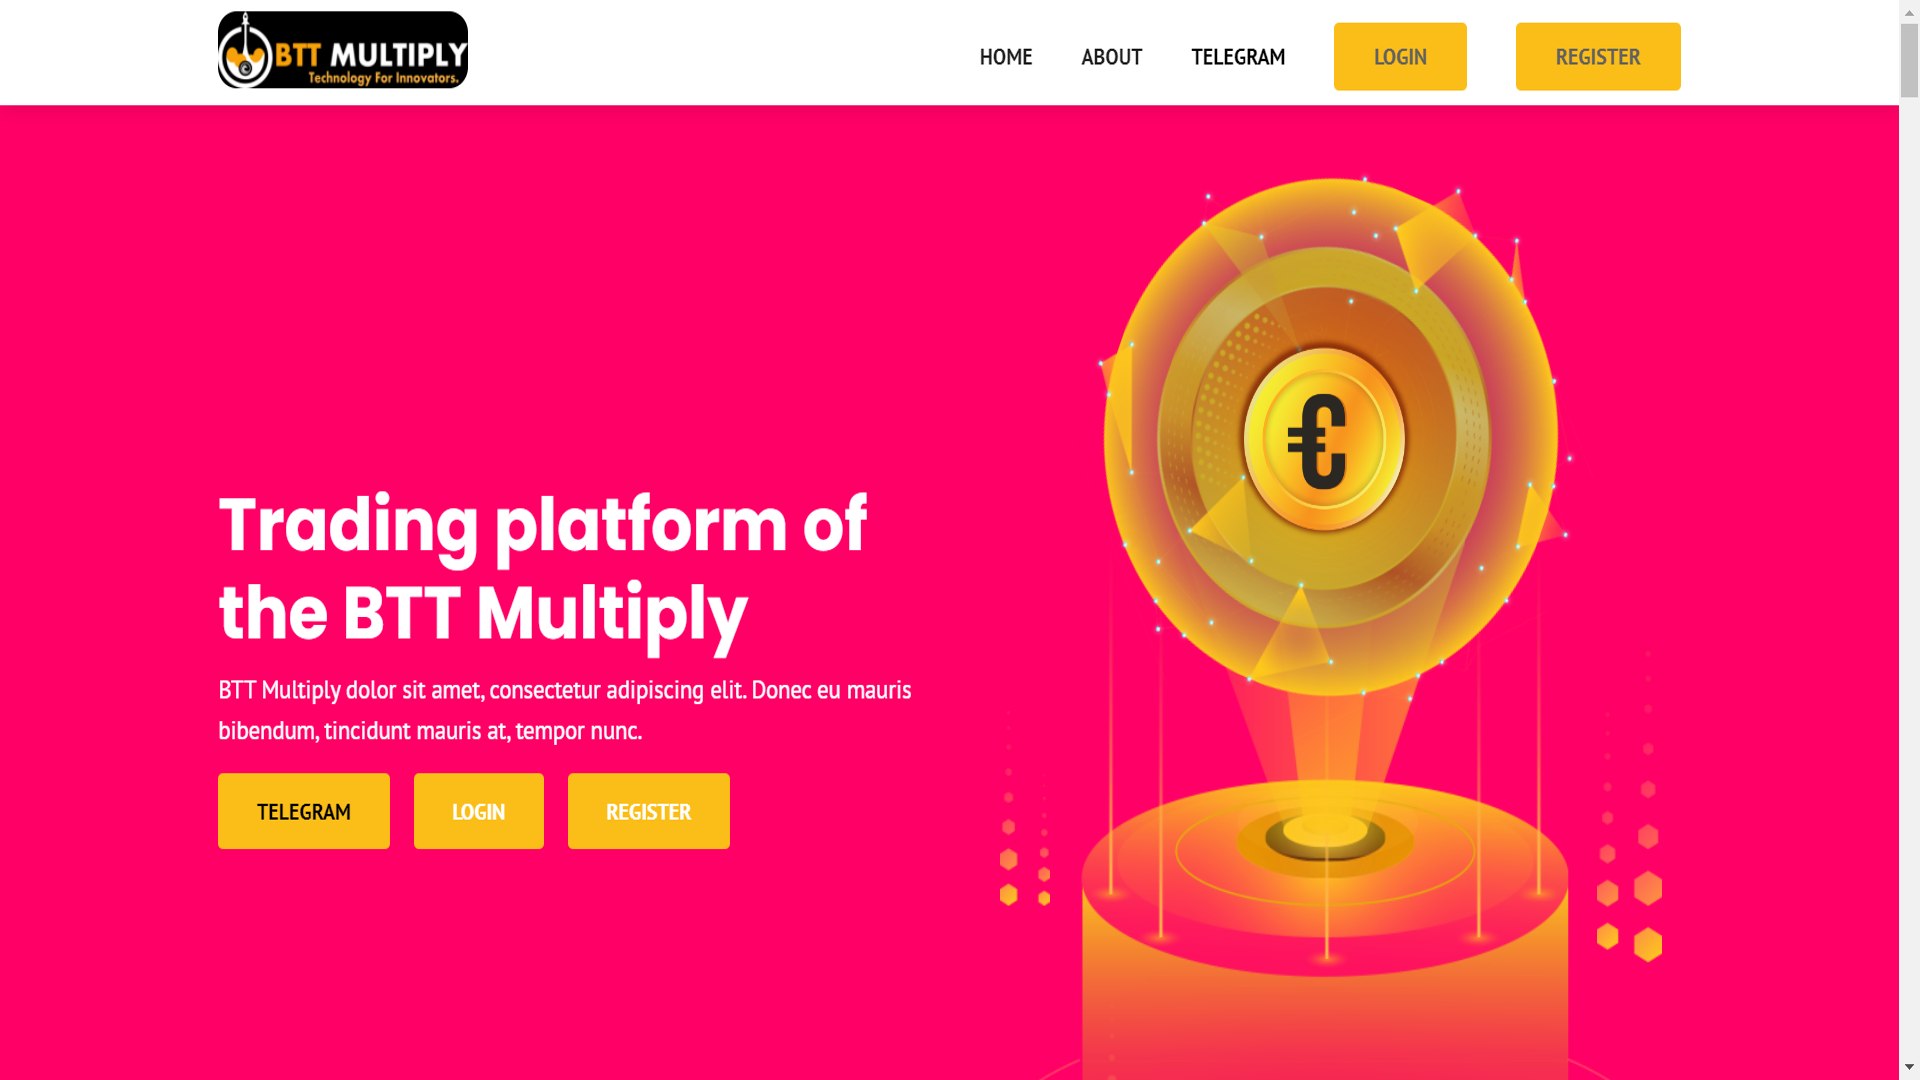 BTT MULTIPLY
Technology For Innovators.
HOME ABOUT TELEGRAM LOGIN REGISTER
Trading platform of
the BTT Multiply
BTT Multiply dolor sit amet, consectetur adipiscing elit. Donec eu mauris
bibendum, tincidunt mauris at, tempor nunc.
TELEGRAM LOGIN REGISTER
€